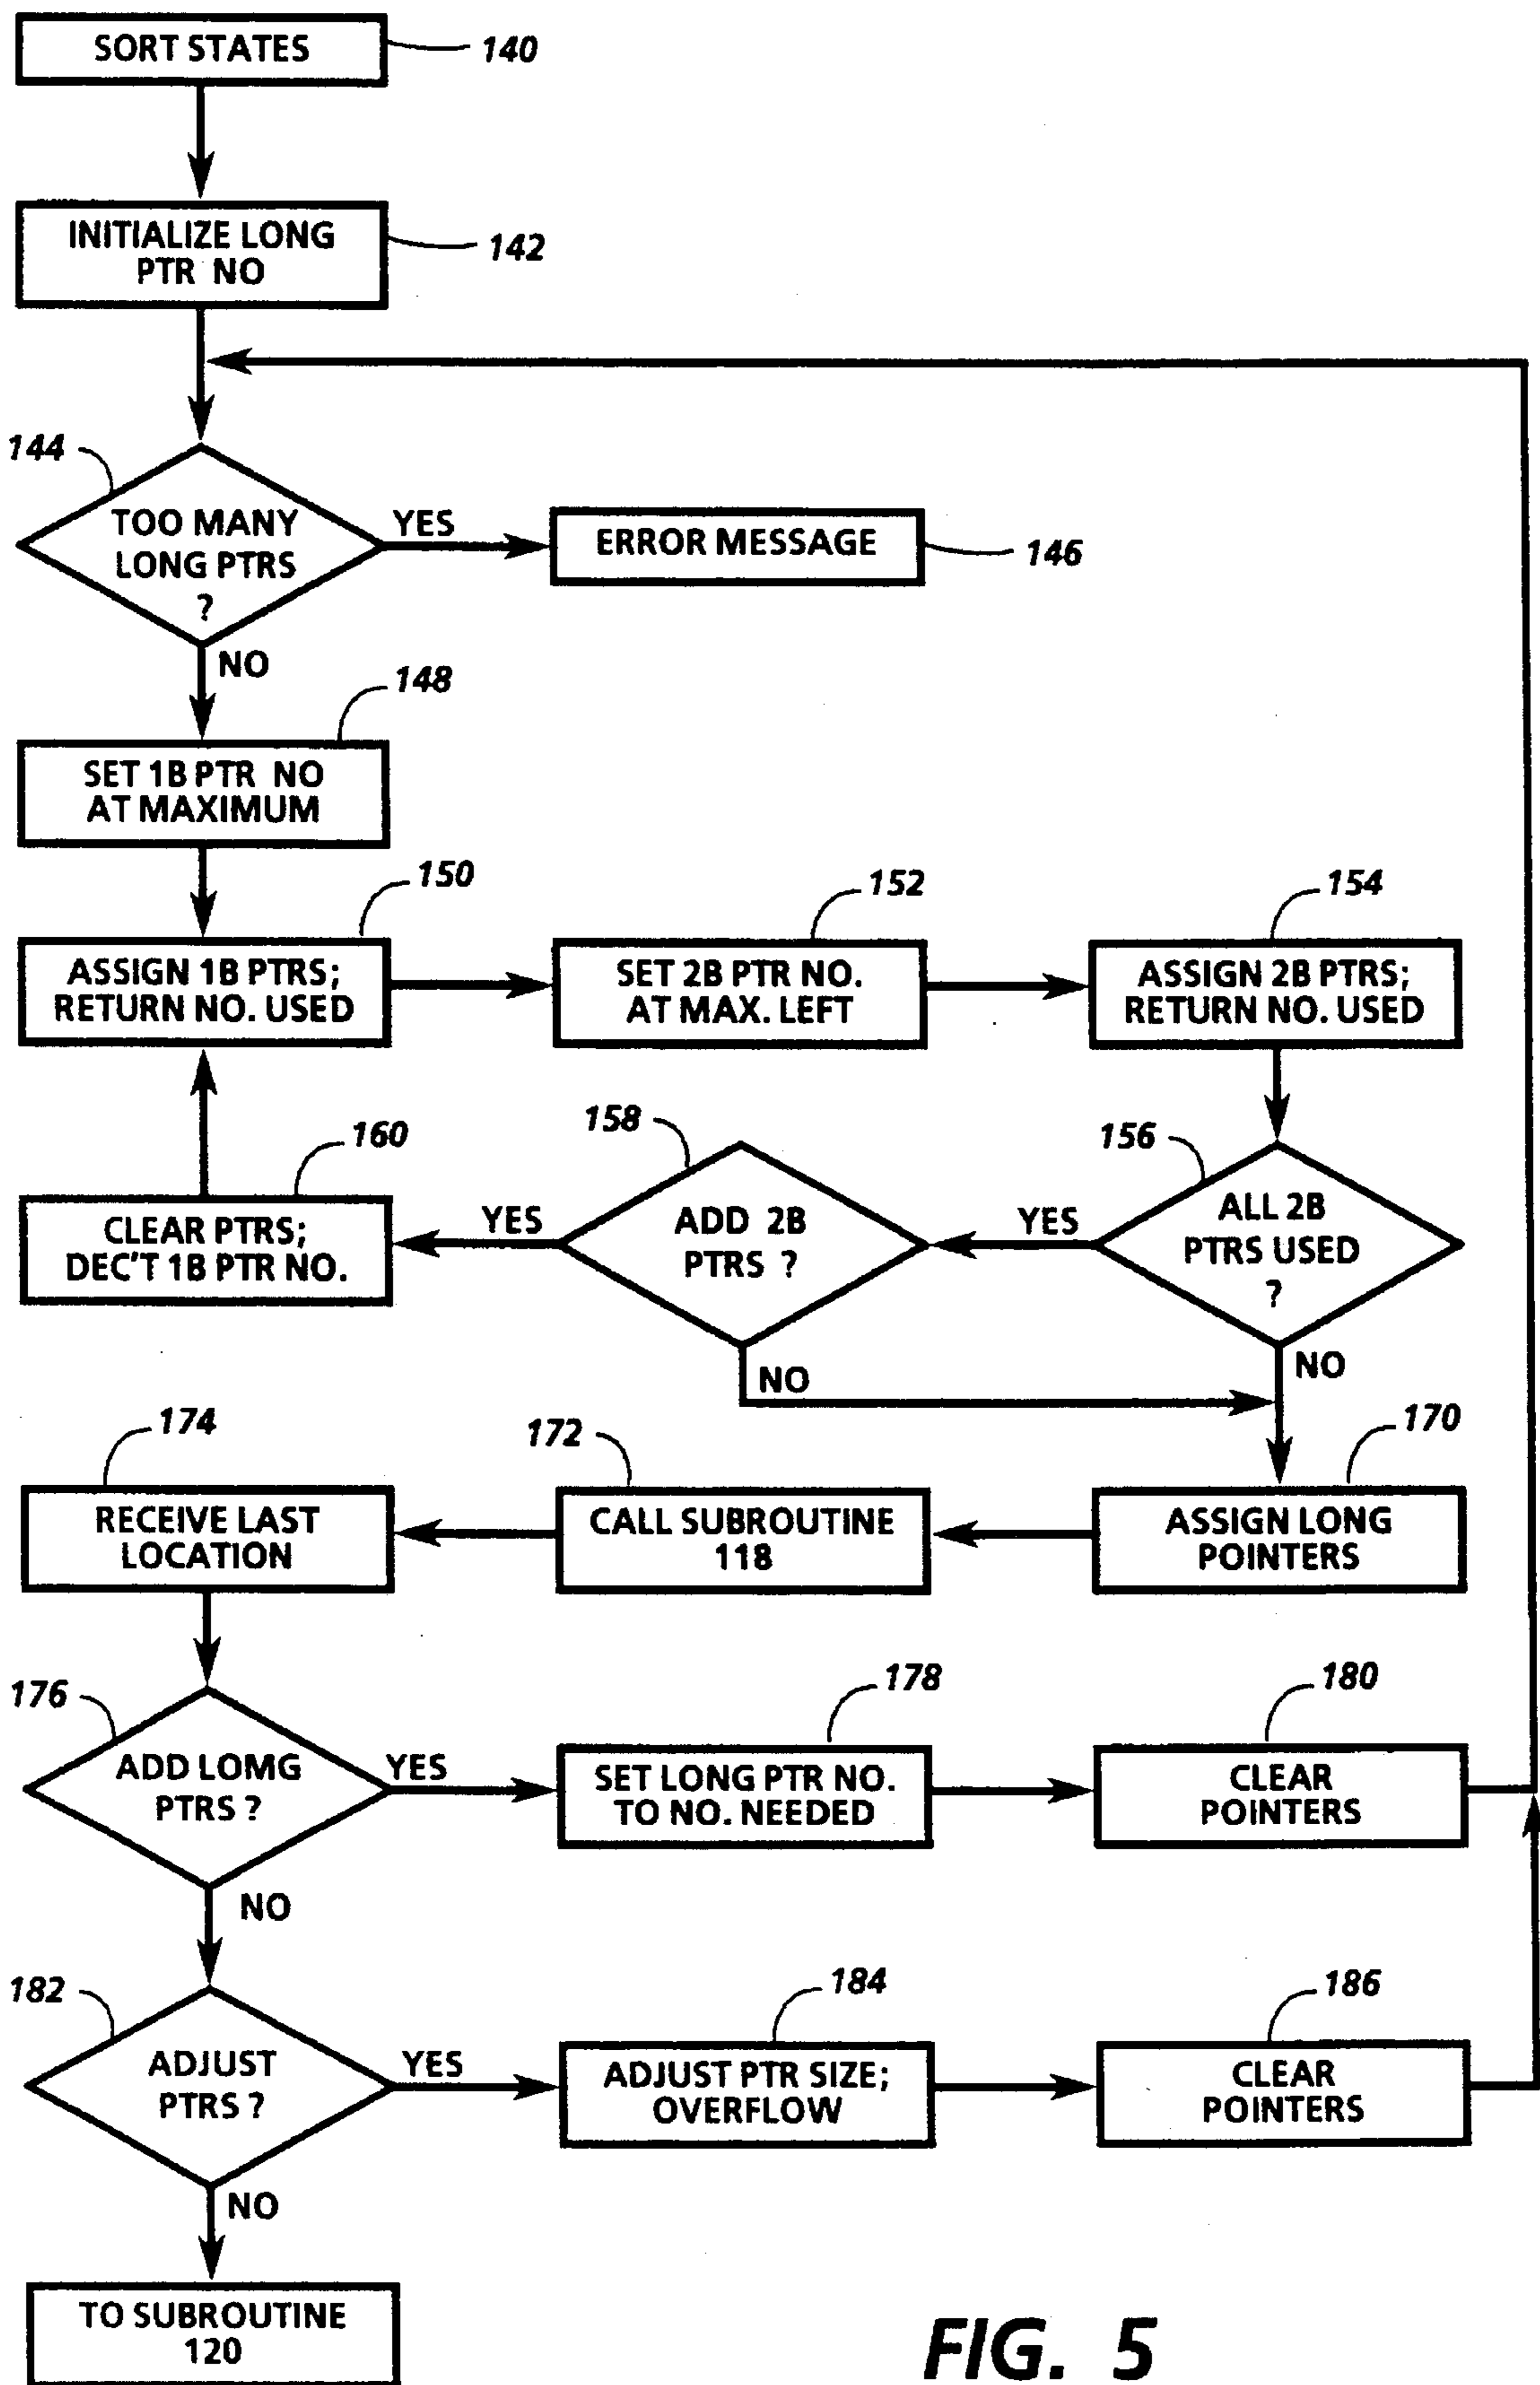 SORT STATES
140
INITIALIZE LONG
PTR NO
142
144
TOO MANY
LONG PTRS
?
YES
ERROR MESSAGE
146
NO
148
SET 1B PTR NO
AT MAXIMUM
150
152
154
ASSIGN 1B PTRS;
RETURN NO. USED
SET 2B PTR NO.
AT MAX. LEFT
ASSIGN 2B PTRS;
RETURN NO. USED
160
158
156
CLEAR PTRS;
DEC'T 1B PTR NO.
YES
ADD 2B
PTRS ?
YES
ALL 2B
PTRS USED
?
NO
NO
174
172
170
RECEIVE LAST
LOCATION
CALL SUBROUTINE
118
ASSIGN LONG
POINTERS
176
178
180
ADD LOMG
PTRS ?
YES
SET LONG PTR NO.
TO NO. NEEDED
CLEAR
POINTERS
NO
182
184
186
ADJUST
PTRS ?
YES
ADJUST PTR SIZE;
OVERFLOW
CLEAR
POINTERS
NO
TO SUBROUTINE
120
FIG. 5